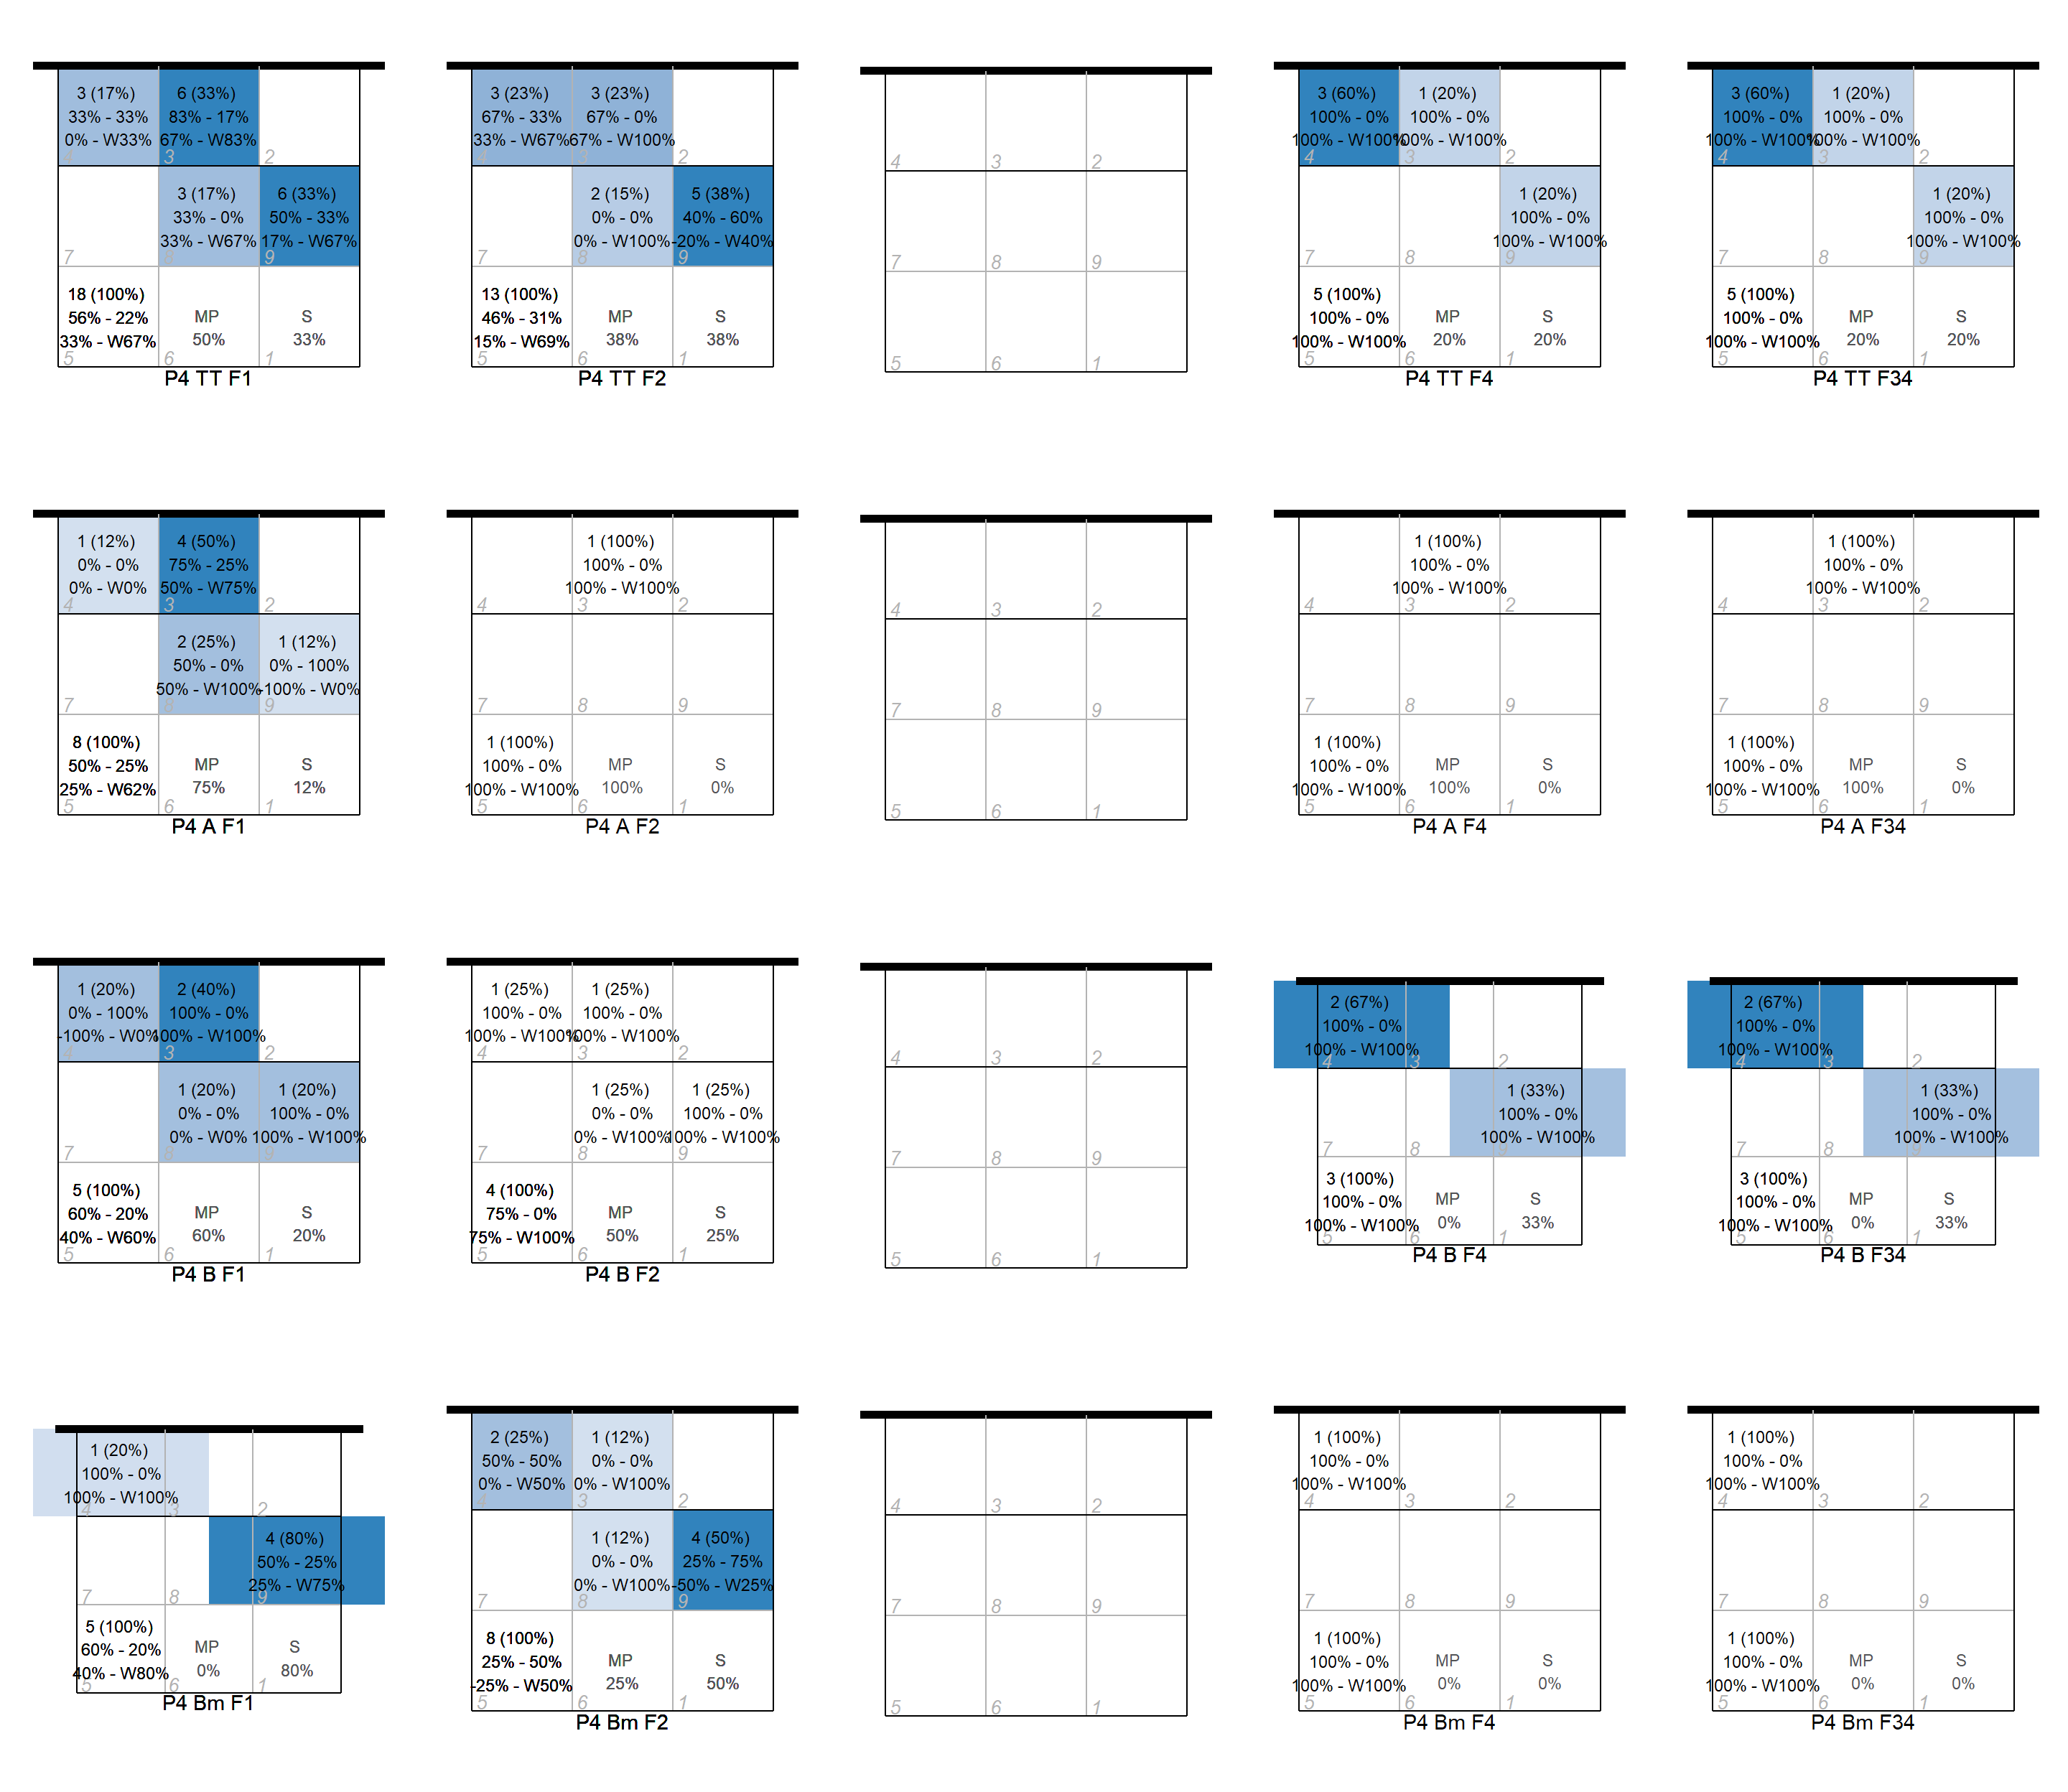 3 (17%)
33% - 33%
0% - W33%
4
6 (33%)
83% - 17%
67% - W83%
3
2
7
3 (17%)
33% - 0%
33% - W67%
8
6 (33%)
50% - 33%
17% - W67%
9
18 (100%)
56% - 22%
33% - W67%
5
MP
50%
6
S
33%
1
P4 TT F1
3 (23%)
67% - 33%
33% - W67%
4
3 (23%)
67% - 0%
67% - W100%
3
2
7
2 (15%)
0% - 0%
0% - W100%
8
5 (38%)
40% - 60%
-20% - W40%
9
13 (100%)
46% - 31%
15% - W69%
5
MP
38%
6
S
38%
1
P4 TT F2
4
3
2
7
8
9
5
6
1
3 (60%)
100% - 0%
100% - W100%
4
1 (20%)
100% - 0%
100% - W100%
3
2
7
8
1 (20%)
100% - 0%
100% - W100%
9
5 (100%)
100% - 0%
100% - W100%
5
MP
20%
6
S
20%
1
P4 TT F4
3 (60%)
100% - 0%
100% - W100%
4
1 (20%)
100% - 0%
100% - W100%
3
2
7
8
1 (20%)
100% - 0%
100% - W100%
9
5 (100%)
100% - 0%
100% - W100%
5
MP
20%
6
S
20%
1
P4 TT F34
1 (12%)
0% - 0%
0% - W0%
4
4 (50%)
75% - 25%
50% - W75%
3
2
7
2 (25%)
50% - 0%
50% - W100%
8
1 (12%)
0% - 100%
-100% - W0%
9
8 (100%)
50% - 25%
25% - W62%
5
MP
75%
6
S
12%
1
P4 A F1
4
1 (100%)
100% - 0%
100% - W100%
3
2
7
8
9
1 (100%)
100% - 0%
100% - W100%
5
MP
100%
6
S
0%
1
P4 A F2
4
3
2
7
8
9
5
6
1
4
1 (100%)
100% - 0%
100% - W100%
3
2
7
8
9
1 (100%)
100% - 0%
100% - W100%
5
MP
100%
6
S
0%
1
P4 A F4
4
1 (100%)
100% - 0%
100% - W100%
3
2
7
8
9
1 (100%)
100% - 0%
100% - W100%
5
MP
100%
6
S
0%
1
P4 A F34
1 (20%)
0% - 100%
-100% - W0%
4
2 (40%)
100% - 0%
100% - W100%
3
2
7
1 (20%)
0% - 0%
0% - W0%
8
1 (20%)
100% - 0%
100% - W100%
9
5 (100%)
60% - 20%
40% - W60%
5
MP
60%
6
S
20%
1
P4 B F1
1 (25%)
100% - 0%
100% - W100%
4
1 (25%)
100% - 0%
100% - W100%
3
2
7
1 (25%)
0% - 0%
0% - W100%
8
1 (25%)
100% - 0%
100% - W100%
9
4 (100%)
75% - 0%
75% - W100%
5
MP
50%
6
S
25%
1
P4 B F2
4
3
2
7
8
9
5
6
1
2 (67%)
100% - 0%
100% - W100%
4
3
2
7
8
1 (33%)
100% - 0%
100% - W100%
9
3 (100%)
100% - 0%
100% - W100%
5
MP
0%
6
S
33%
1
P4 B F4
2 (67%)
100% - 0%
100% - W100%
4
3
2
7
8
1 (33%)
100% - 0%
100% - W100%
9
3 (100%)
100% - 0%
100% - W100%
5
MP
0%
6
S
33%
1
P4 B F34
1 (20%)
100% - 0%
100% - W100%
4
3
2
7
8
4 (80%)
50% - 25%
25% - W75%
9
5 (100%)
60% - 20%
40% - W80%
5
MP
0%
6
S
80%
1
P4 Bm F1
2 (25%)
50% - 50%
0% - W50%
4
1 (12%)
0% - 0%
0% - W100%
3
2
7
1 (12%)
0% - 0%
0% - W100%
8
4 (50%)
25% - 75%
-50% - W25%
9
8 (100%)
25% - 50%
-25% - W50%
5
MP
25%
6
S
50%
1
P4 Bm F2
4
3
2
7
8
9
5
6
1
1 (100%)
100% - 0%
100% - W100%
4
3
2
7
8
9
1 (100%)
100% - 0%
100% - W100%
5
MP
0%
6
S
0%
1
P4 Bm F4
1 (100%)
100% - 0%
100% - W100%
4
3
2
7
8
9
1 (100%)
100% - 0%
100% - W100%
5
MP
0%
6
S
0%
1
P4 Bm F34